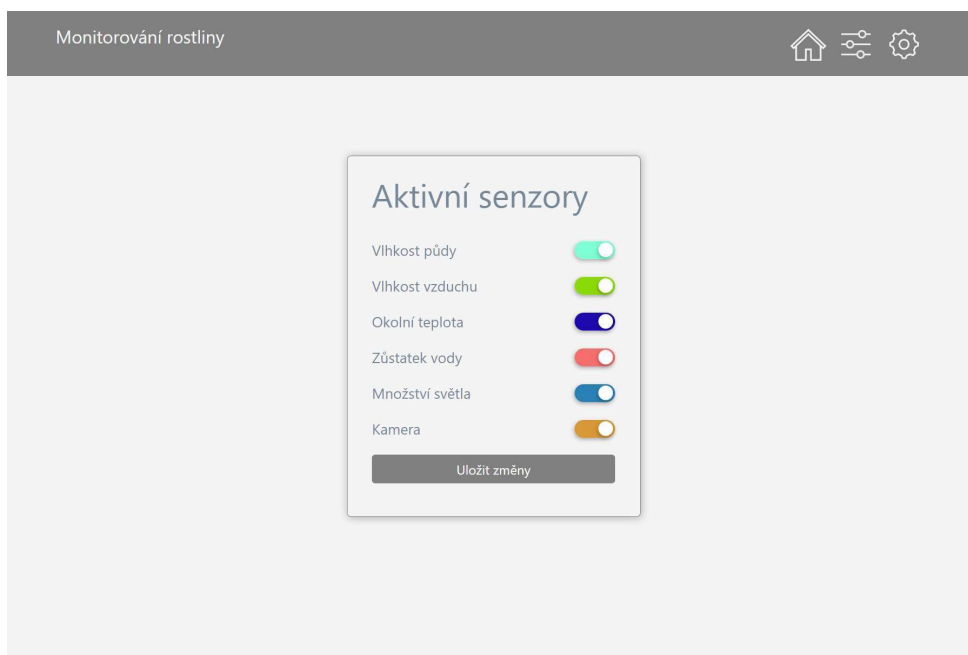 Monitorování rostliny
Aktivní senzory
Vlhkost půdy
Vlhkost vzduchu
Okolní teplota
Zůstatek vody
Množství světla
Kamera
Uložit změny